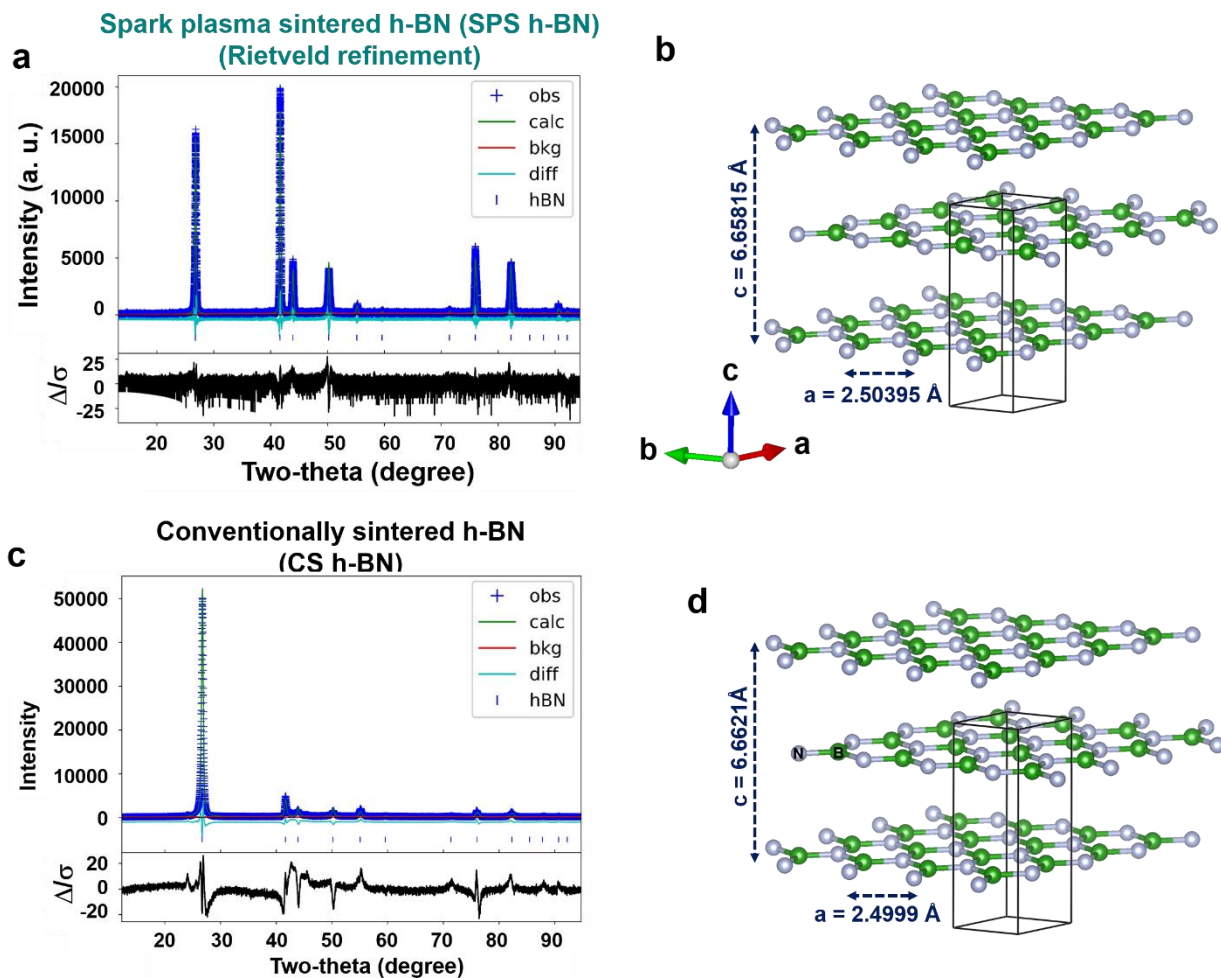 Spark plasma sintered h-BN (SPS h-BN)
(Rietveld refinement)
a
Intensity (a. u.)
20000
15000
10000
5000
0
obs
calc
bkg
diff
hBN
Δ/σ
25
0
-25
20 30 40 50 60 70 80 90
Two-theta (degree)
b
c = 6.65815 Å
a = 2.50395 Å
c
b
a
Conventionally sintered h-BN
(CS h-BN)
c
Intensity
50000
40000
30000
20000
10000
0
obs
calc
bkg
diff
hBN
Δ/σ
20
0
-20
20 30 40 50 60 70 80 90
Two-theta (degree)
d
c = 6.6621Å
N B
a = 2.4999 Å